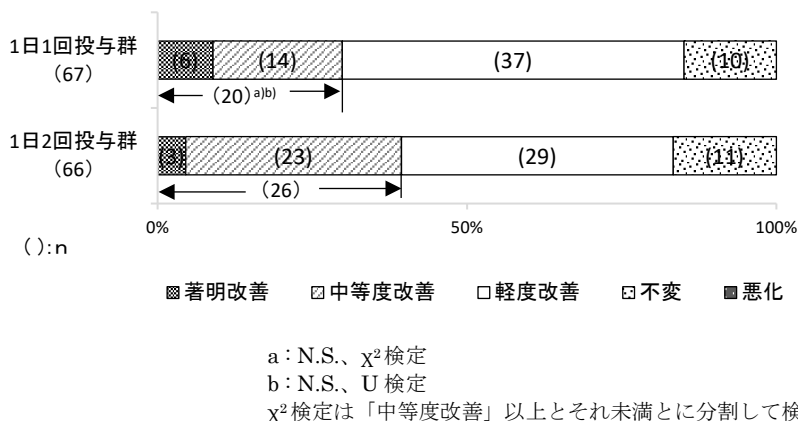 1日1回投与群
（67）
(6) (14) (37) (10)
（20）a)b)
1日2回投与群
（66）
(3) (23) (29) (11)
（26）
0% 50% 100%
（ ）:n
著明改善 中等度改善 軽度改善 不変 悪化
a：N.S.、χ²検定
b：N.S.、U 検定
χ²検定は「中等度改善」以上とそれ未満とに分割して検